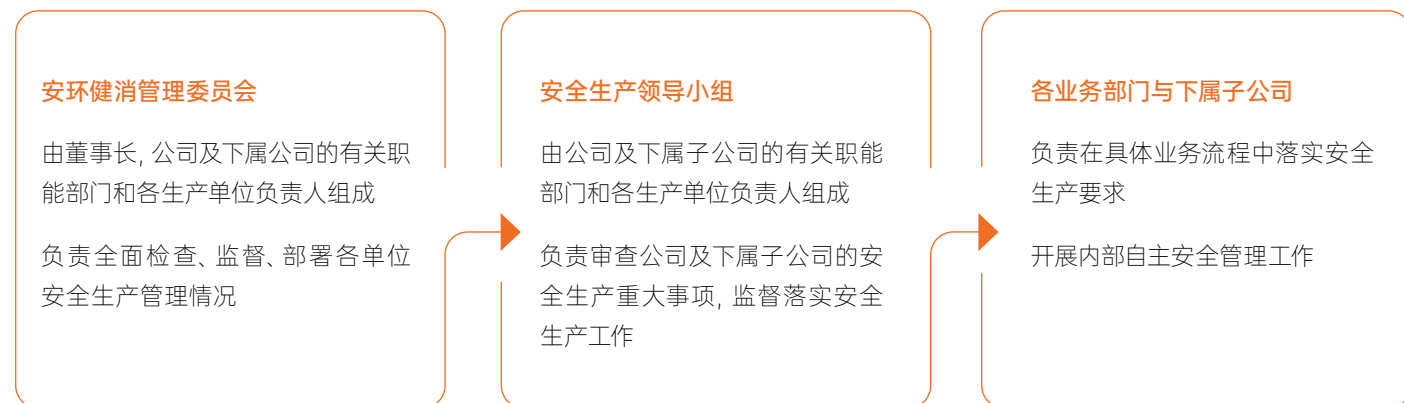 安环健消管理委员会
由董事长, 公司及下属公司的有关职
能部门和各生产单位负责人组成
负责全面检查、监督、部署各单位
安全生产管理情况
安全生产领导小组
由公司及下属子公司的有关职能
部门和各生产单位负责人组成
负责审查公司及下属子公司的安
全生产重大事项, 监督落实安全
生产工作
各业务部门与下属子公司
负责在具体业务流程中落实安全
生产要求
开展内部自主安全管理工作